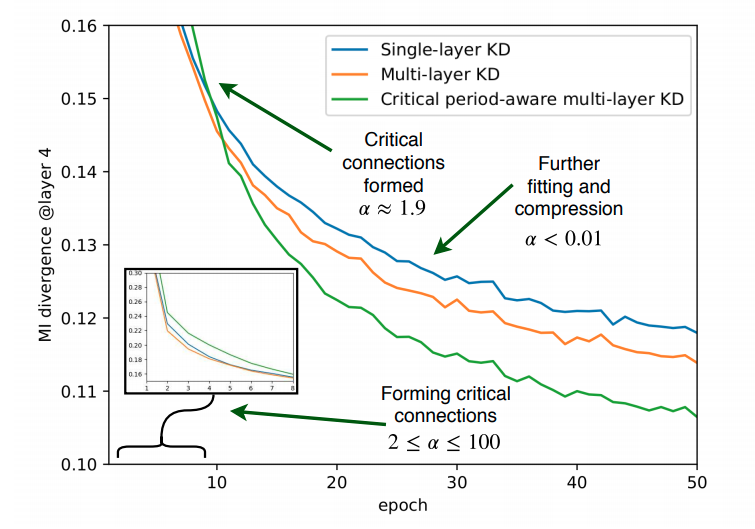 0.16
0.15
0.14
0.13
0.12
0.11
0.10
MI divergence @layer 4
Single-layer KD
Multi-layer KD
Critical period-aware multi-layer KD
Critical
connections
formed
α ≈ 1.9
Further
fitting and
compression
α < 0.01
0.30
0.28
0.26
0.24
0.22
0.20
0.18
0.16
1 2 3 4 5 6 7 8
Forming critical
connections
2 ≤ α ≤ 100
10 20 30 40 50
epoch